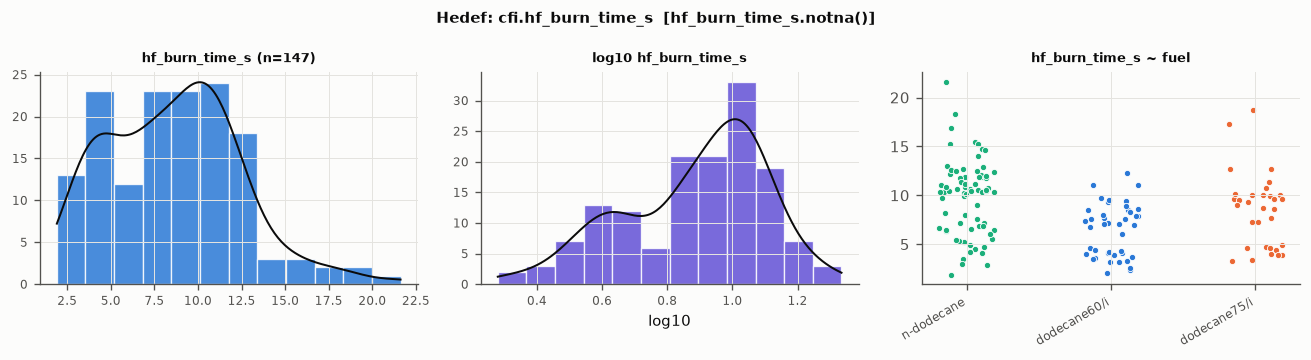 Hedef: cfi.hf_burn_time_s  [hf_burn_time_s.notna()]
hf_burn_time_s (n=147)
25
20
15
10
5
0
2.5 5.0 7.5 10.0 12.5 15.0 17.5 20.0 22.5
log10 hf_burn_time_s
30
25
20
15
10
5
0
0.4 0.6 0.8 1.0 1.2
log10
hf_burn_time_s ~ fuel
20
15
10
5
n-dodecane dodecane60/i dodecane75/i